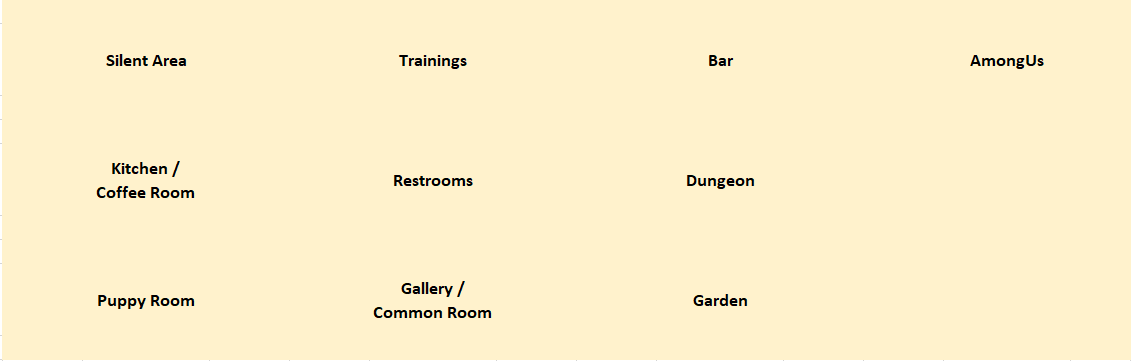 Silent Area
Trainings
Bar
AmongUs
Kitchen /
Coffee Room
Restrooms
Dungeon
Puppy Room
Gallery /
Common Room
Garden